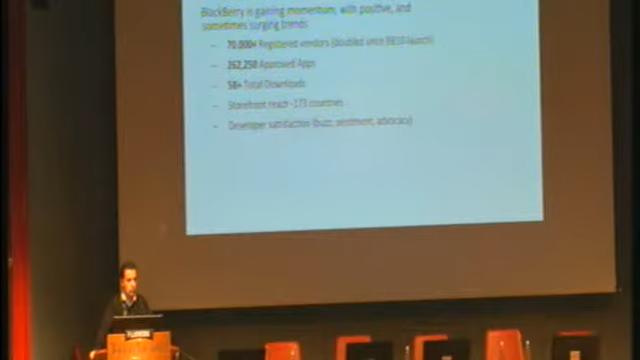 BlackBerry is gaining momentum, with positive, and
sometimes surging trends
- 70,000+ Registered vendors (doubled since BB10 launch)
- 262,250 Approved Apps
- 5B+ Total Downloads
- Storefront reach ~173 countries
- Developer satisfaction (buzz, sentiment, advocacy)